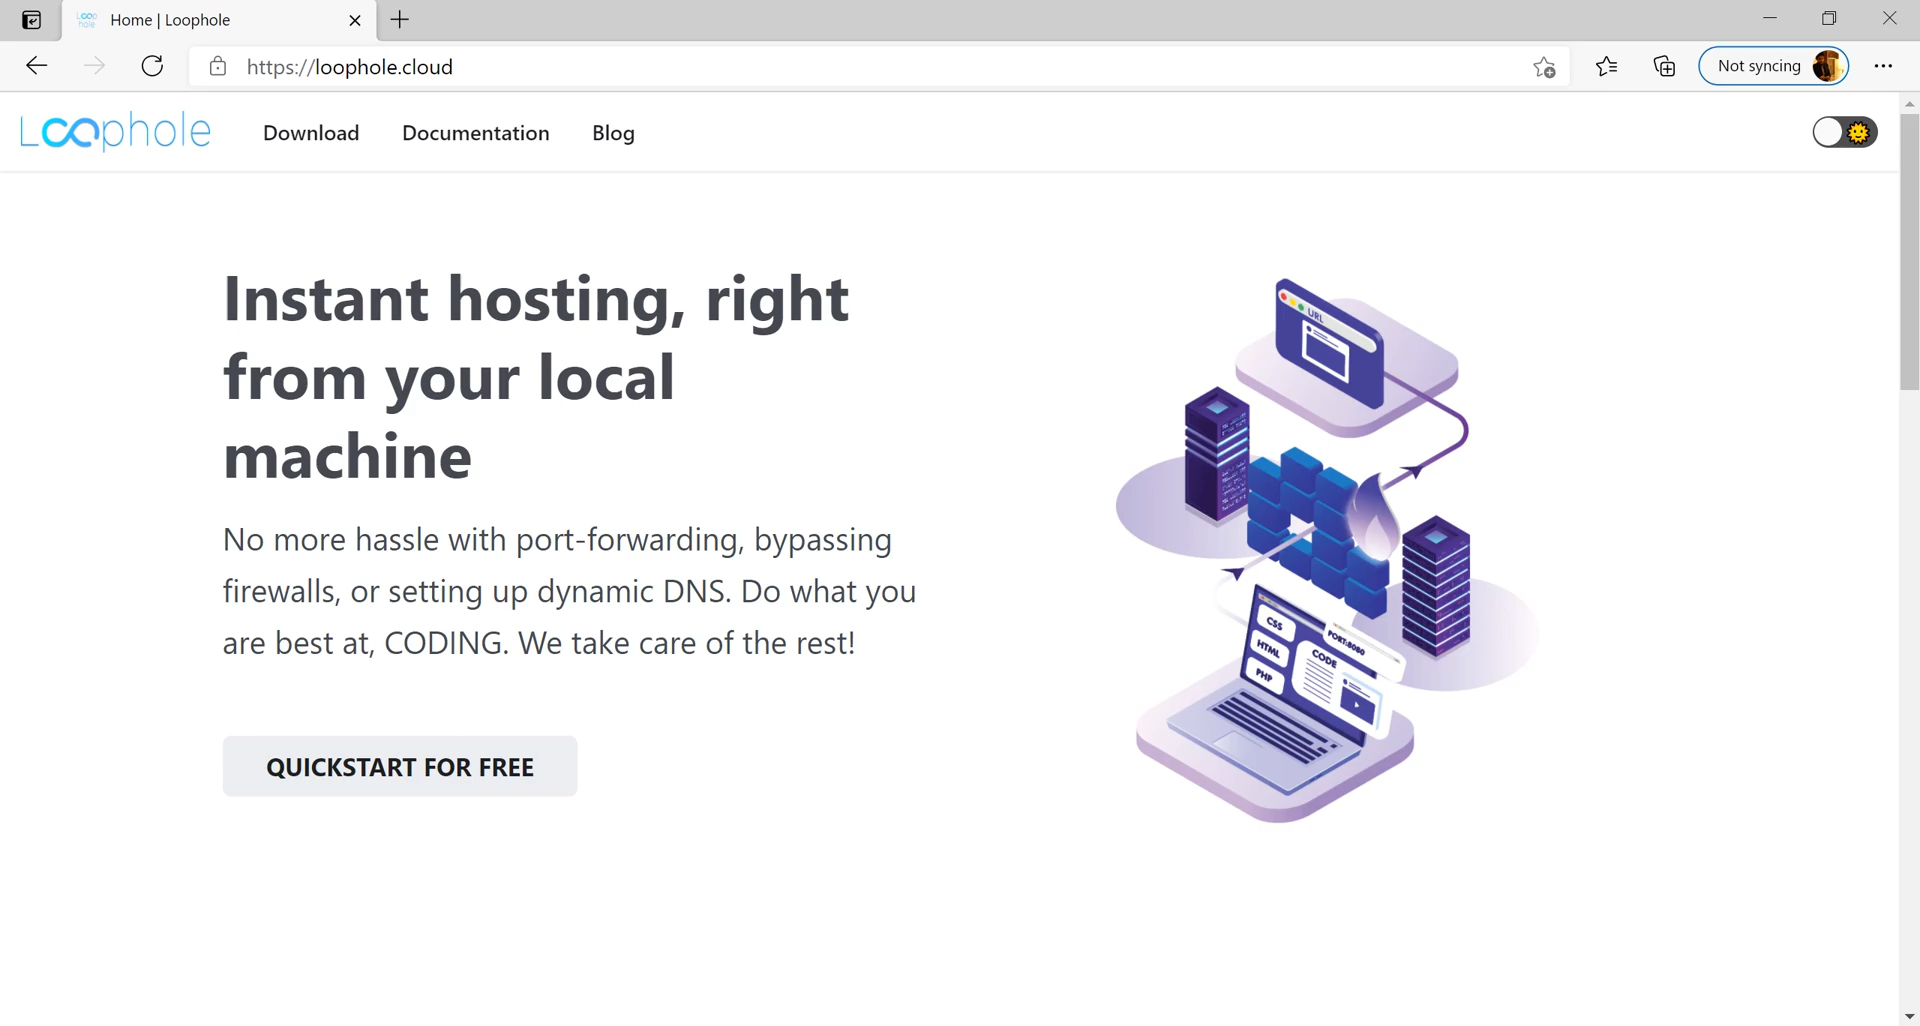 Home | Loophole
https://loophole.cloud
Not syncing
Loophole
Download
Documentation
Blog
Instant hosting, right
from your local
machine
No more hassle with port-forwarding, bypassing
firewalls, or setting up dynamic DNS. Do what you
are best at, CODING. We take care of the rest!
QUICKSTART FOR FREE
URL
CSS
HTML
PHP
PORT:8080
CODE